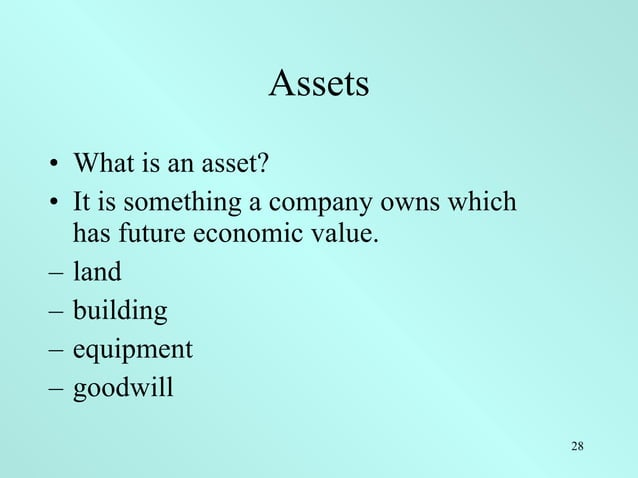 Assets
• What is an asset?
• It is something a company owns which
has future economic value.
– land
– building
– equipment
– goodwill
28